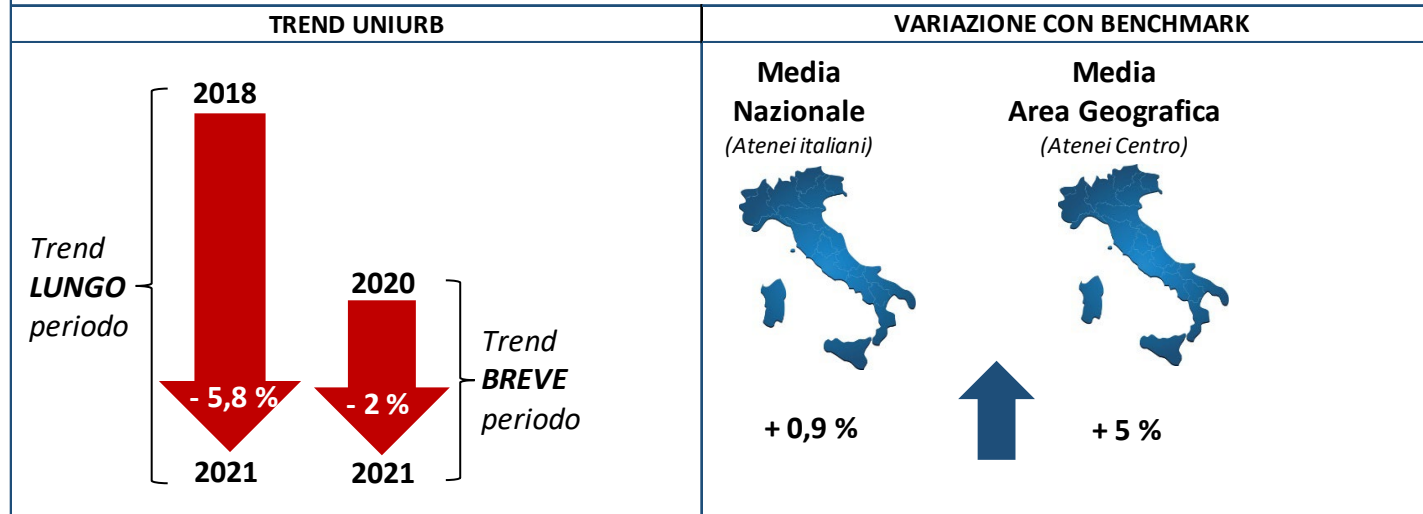 TREND UNIURB
2018
Trend
LUNGO
periodo
2020
Trend
BREVE
periodo
- 5,8 %
- 2 %
2021
2021
VARIAZIONE CON BENCHMARK
Media
Nazionale
(Atenei italiani)
Media
Area Geografica
(Atenei Centro)
+ 0,9 %
+ 5 %